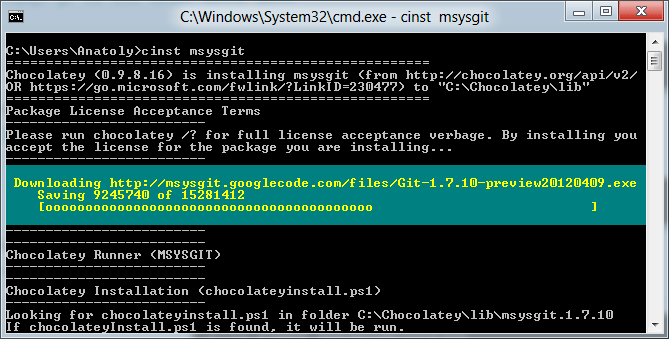 C:\Windows\System32\cmd.exe - cinst  msysgit
C:\Users\Anatoly>cinst msysgit
=====================================================
Chocolatey (0.9.8.16) is installing msysgit (from http://chocolatey.org/api/v2/
OR https://go.microsoft.com/fwlink/?LinkID=230477) to "C:\Chocolatey\lib"
=====================================================
Package License Acceptance Terms
-------------------------
Please run chocolatey /? for full license acceptance verbage. By installing you
accept the license for the package you are installing...
-------------------------
Downloading http://msysgit.googlecode.com/files/Git-1.7.10-preview20120409.exe
Saving 9245740 of 15281412
[ooooooooooooooooooooooooooooooooooooooooo                           ]
-------------------------
-------------------------
Chocolatey Runner (MSYSGIT)
-------------------------
-------------------------
Chocolatey Installation (chocolateyinstall.ps1)
-------------------------
Looking for chocolateyinstall.ps1 in folder C:\Chocolatey\lib\msysgit.1.7.10
If chocolateyInstall.ps1 is found, it will be run.